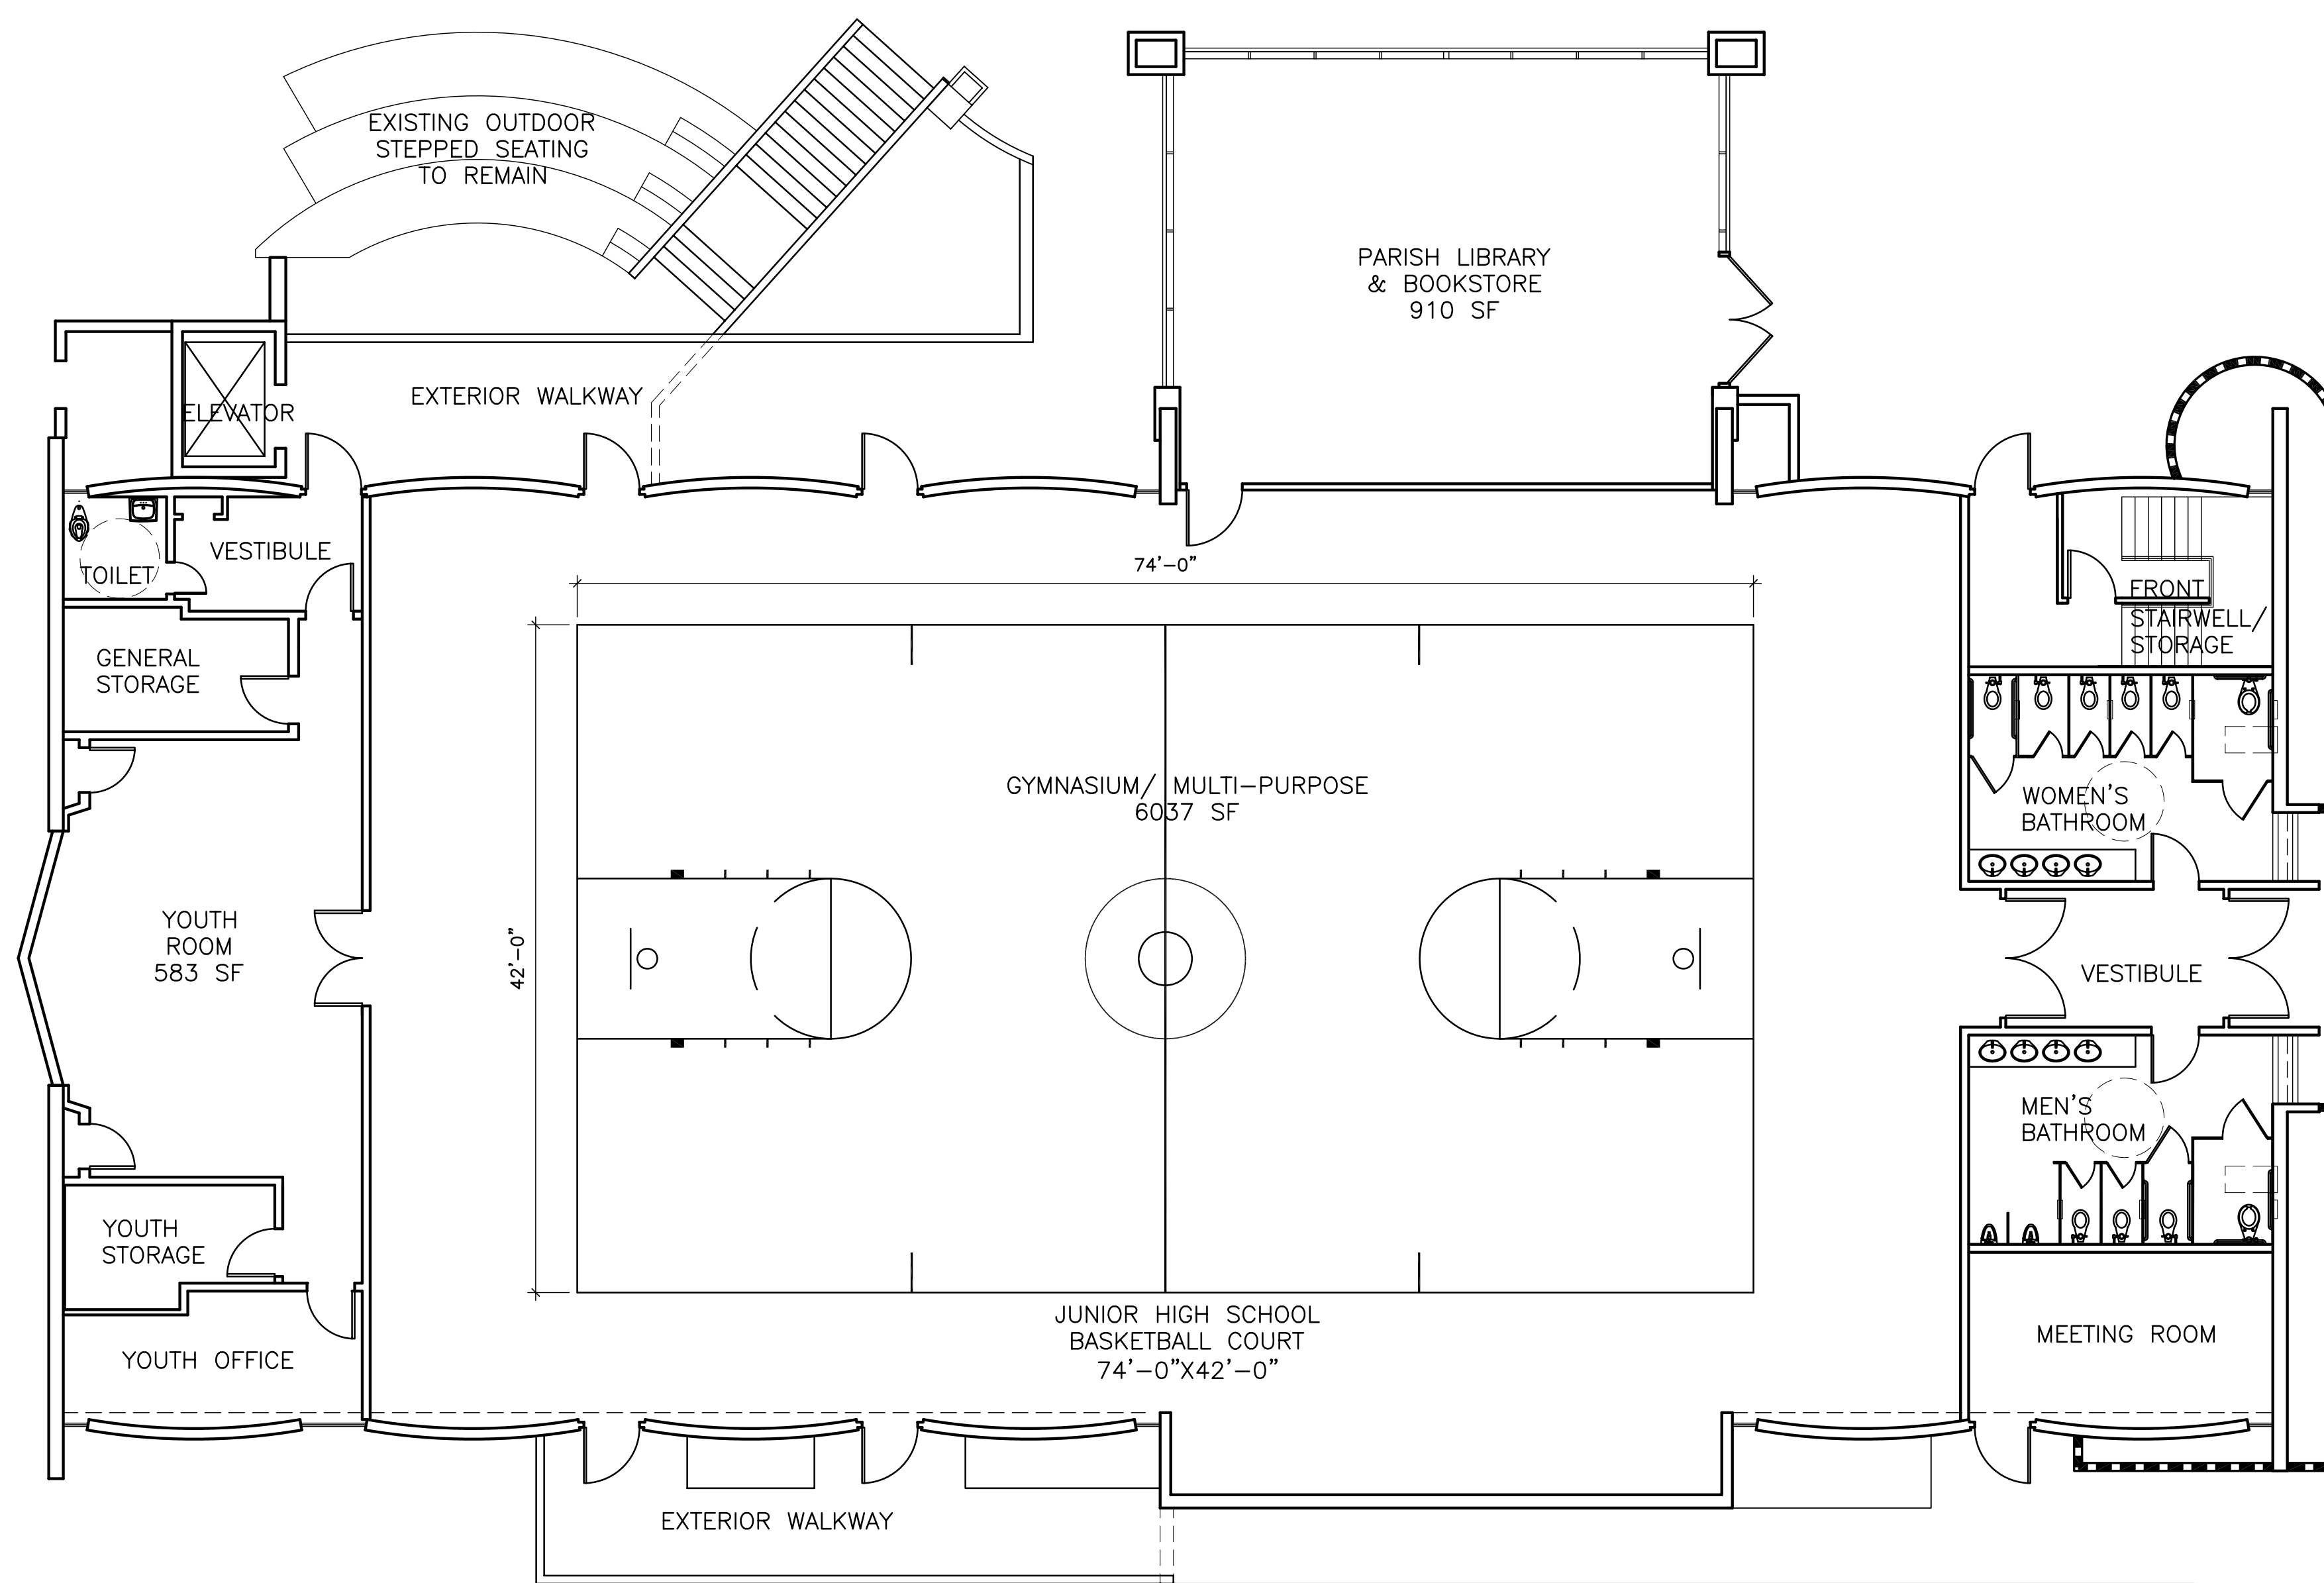 EXISTING OUTDOOR
STEPPED SEATING
TO REMAIN
PARISH LIBRARY
& BOOKSTORE
910 SF
EXTERIOR WALKWAY
ELEVATOR
VESTIBULE
TOILET
74'-0"
FRONT
STAIRWELL/
STORAGE
GENERAL
STORAGE
GYMNASIUM/ MULTI-PURPOSE
6037 SF
WOMEN'S
BATHROOM
YOUTH
ROOM
583 SF
42'-0"
VESTIBULE
MEN'S
BATHROOM
YOUTH
STORAGE
JUNIOR HIGH SCHOOL
BASKETBALL COURT
74'-0"X42'-0"
MEETING ROOM
YOUTH OFFICE
EXTERIOR WALKWAY